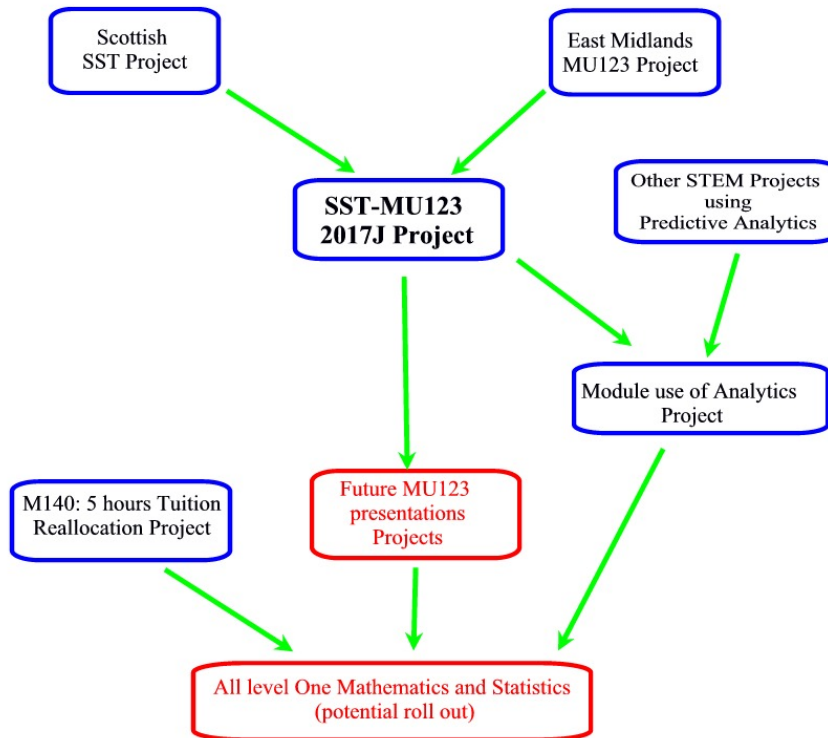 Scottish
SST Project
East Midlands
MU123 Project
SST-MU123
2017J Project
Other STEM Projects
using
Predictive Analytics
Module use of Analytics
Project
M140: 5 hours Tuition
Reallocation Project
Future MU123
presentations
Projects
All level One Mathematics and Statistics
(potential roll out)